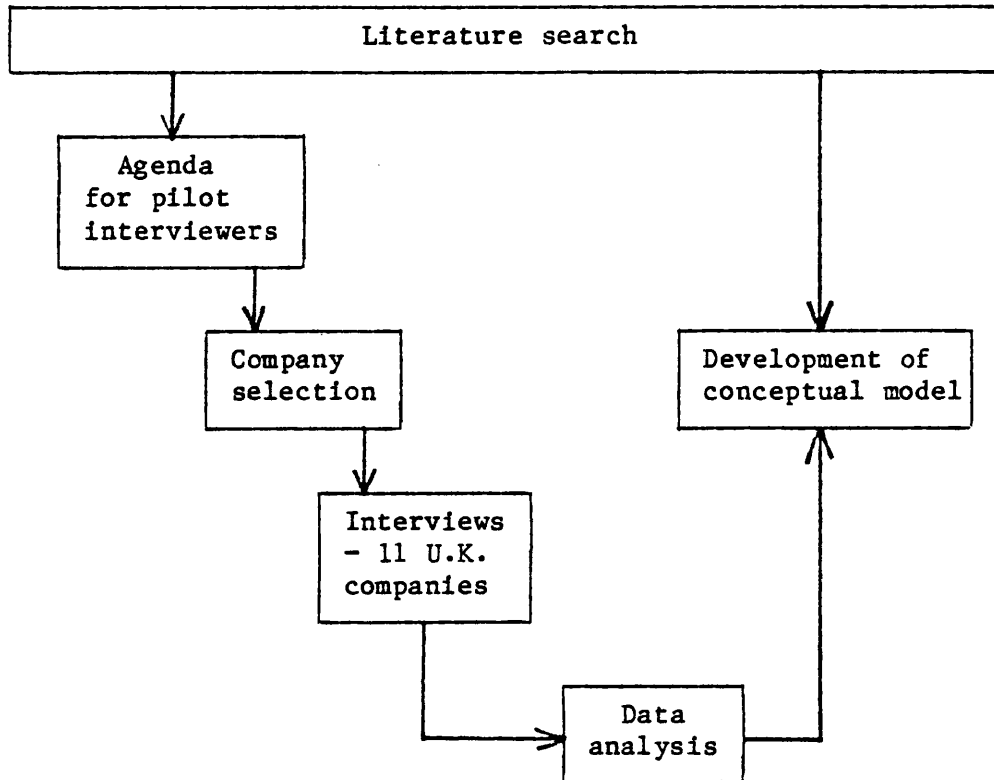 Literature search
Agenda
for pilot
interviewers
Company
selection
Development of
conceptual model
Interviews
- 11 U.K.
companies
Data
analysis